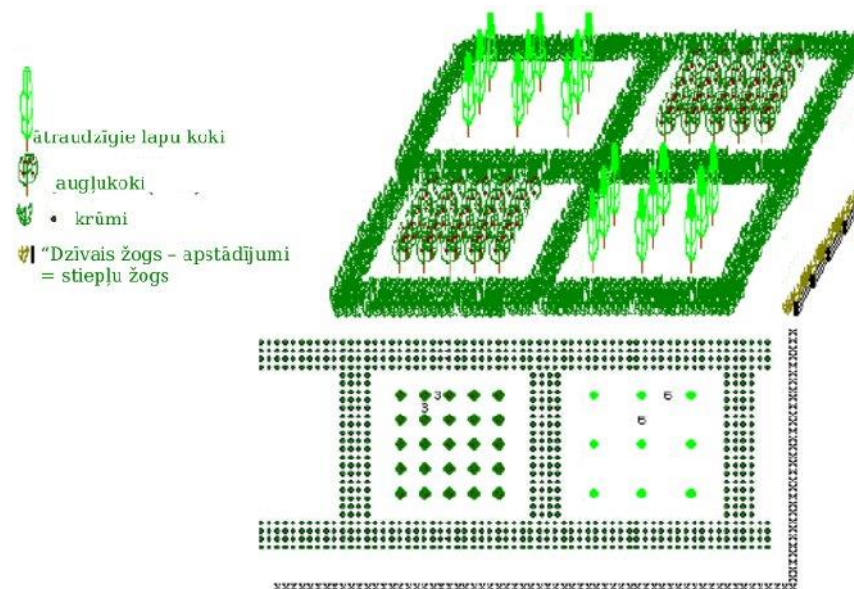 ātraudzīgie lapu koki
augļukoki
krūmi
“Dzīvais žogs – apstādījumi
= stiepļu žogs
3
3
6
6